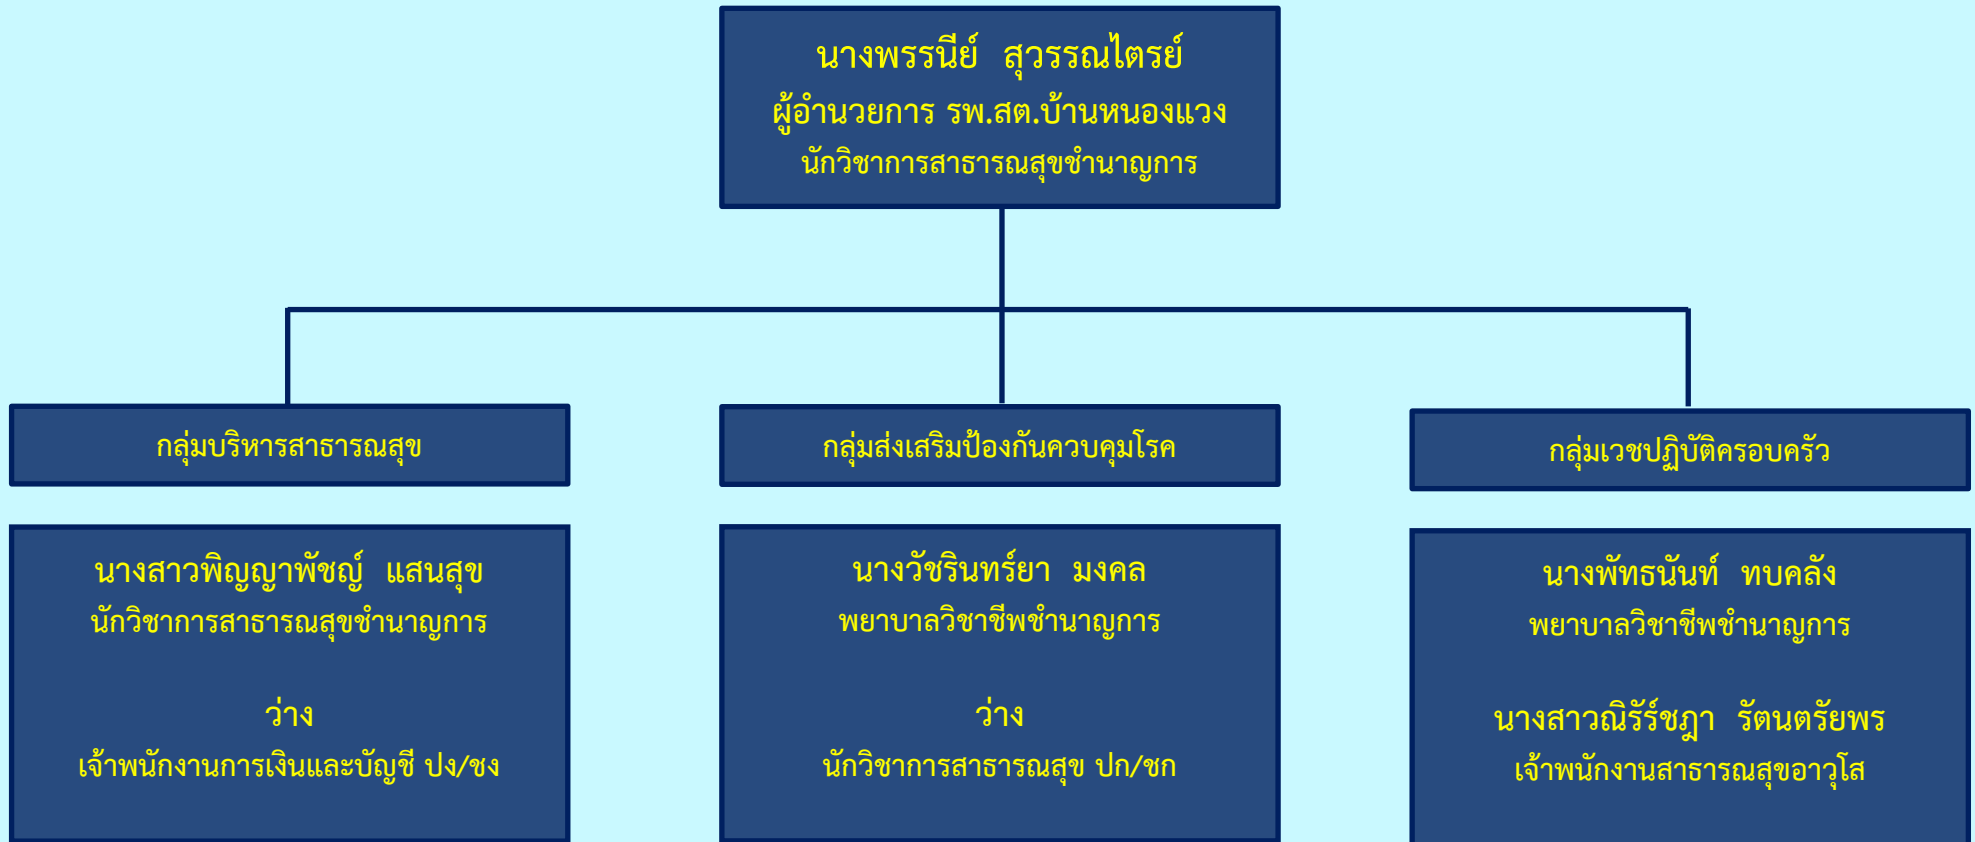 นางพรรนีย์ สุวรรณไตรย์
ผู้อำนวยการ รพ.สต.บ้านหนองแวง
นักวิชาการสาธารณสุขชำนาญการ
กลุ่มบริหารสาธารณสุข
นางสาวพิญญาพัชญ์ แสนสุข
นักวิชาการสาธารณสุขชำนาญการ
ว่าง
เจ้าพนักงานการเงินและบัญชี ปง/ชง
กลุ่มส่งเสริมป้องกันควบคุมโรค
นางวัชรินทร์ยา มงคล
พยาบาลวิชาชีพชำนาญการ
ว่าง
นักวิชาการสาธารณสุข ปก/ชก
กลุ่มเวชปฏิบัติครอบครัว
นางพัทธนันท์ ทบคลัง
พยาบาลวิชาชีพชำนาญการ
นางสาวณิรัร์ชฎา รัตนตรัยพร
เจ้าพนักงานสาธารณสุขอาวุโส